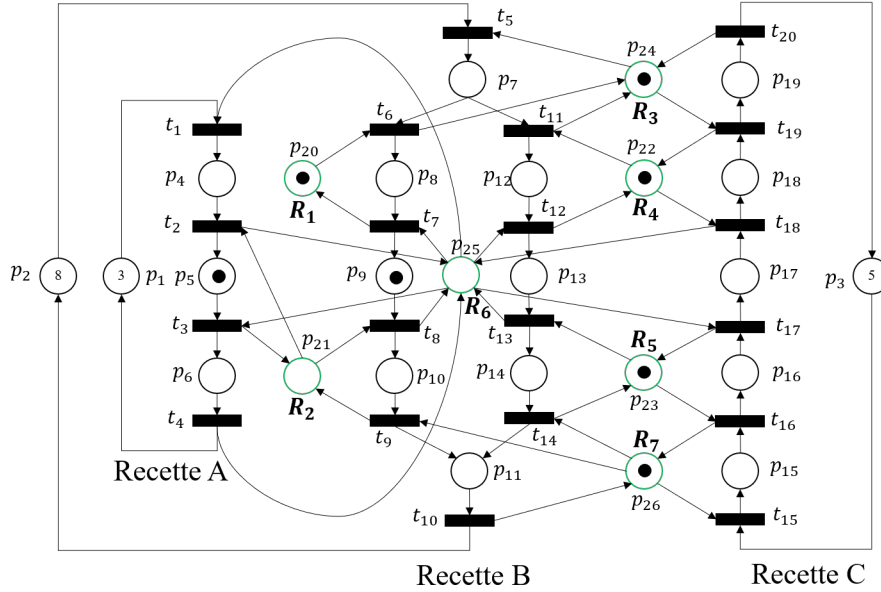 t5
p24
t20
p7
p19
R3
t1
t6
t11
t19
p20
p22
p4
p8
p12
p18
R1
R4
t2
t7
t12
t18
p25
p2
8
3
p1
p5
p9
p13
p17
p3
5
R6
t3
p21
t8
t13
R5
t17
p6
p10
p14
p16
R2
p23
t4
t9
t14
R7
t16
Recette A
p11
p15
p26
t10
t15
Recette B
Recette C